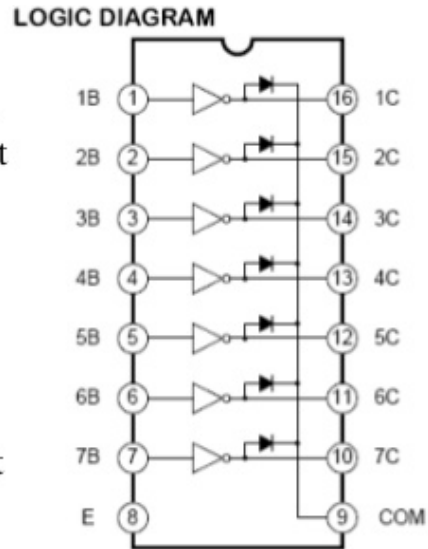 LOGIC DIAGRAM
1B 1 16 1C
t
2B 2 15 2C
3B 3 14 3C
4B 4 13 4C
5B 5 12 5C
6B 6 11 6C
7B 7 10 7C
t
E 8 9 COM